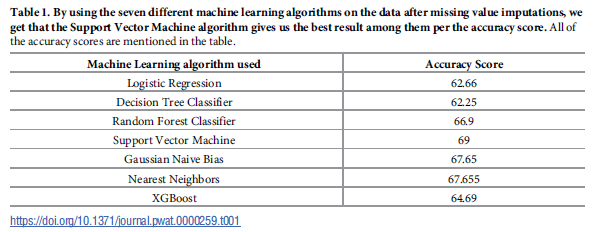 Table 1. By using the seven different machine learning algorithms on the data after missing value imputations, we
get that the Support Vector Machine algorithm gives us the best result among them per the accuracy score. All of
the accuracy scores are mentioned in the table.
Machine Learning algorithm used Accuracy Score
Logistic Regression 62.66
Decision Tree Classifier 62.25
Random Forest Classifier 66.9
Support Vector Machine 69
Gaussian Naive Bias 67.65
Nearest Neighbors 67.655
XGBoost 64.69
https://doi.org/10.1371/journal.pwat.0000259.t001